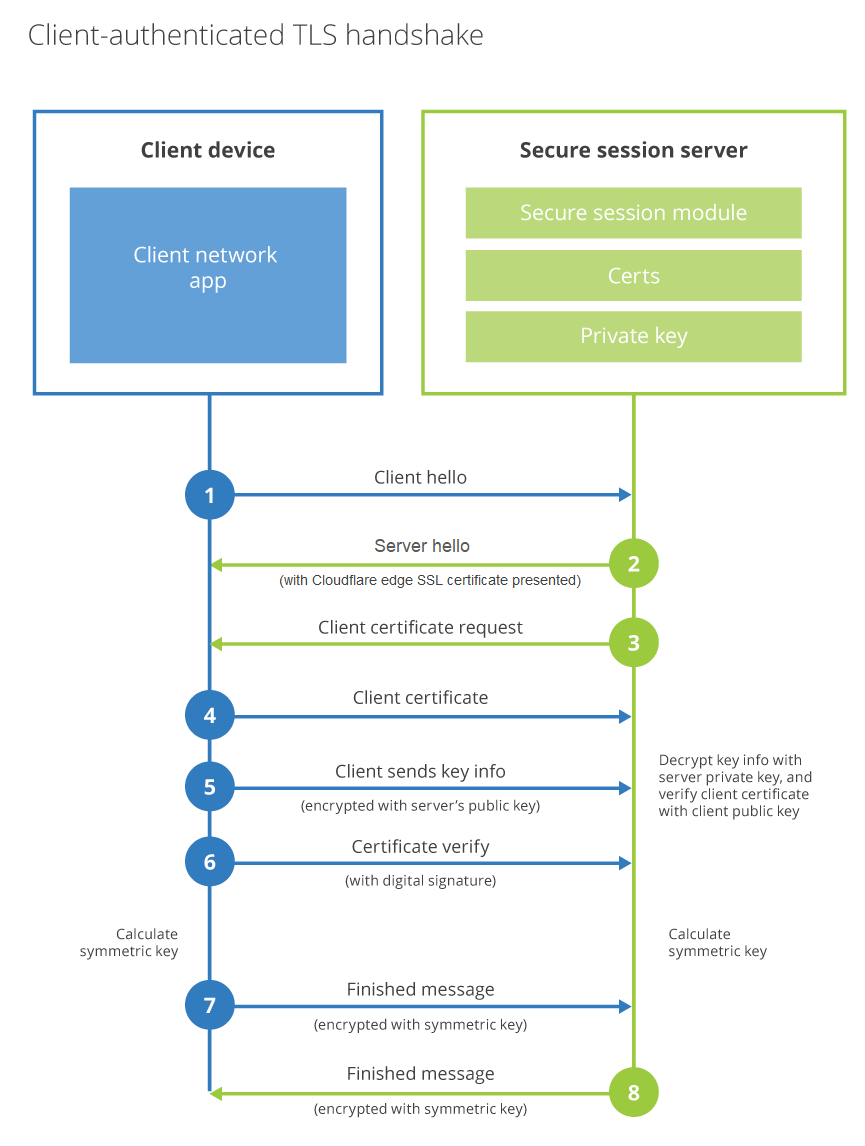 Client-authenticated TLS handshake
Client device
Secure session server
Client network
app
Secure session module
Certs
Private key
1
Client hello
Server hello
(with Cloudflare edge SSL certificate presented)
2
Client certificate request
3
4
Client certificate
5
Client sends key info
(encrypted with server's public key)
Decrypt key info with
server private key, and
verify client certificate
with client public key
6
Certificate verify
(with digital signature)
Calculate
symmetric key
Calculate
symmetric key
7
Finished message
(encrypted with symmetric key)
Finished message
(encrypted with symmetric key)
8